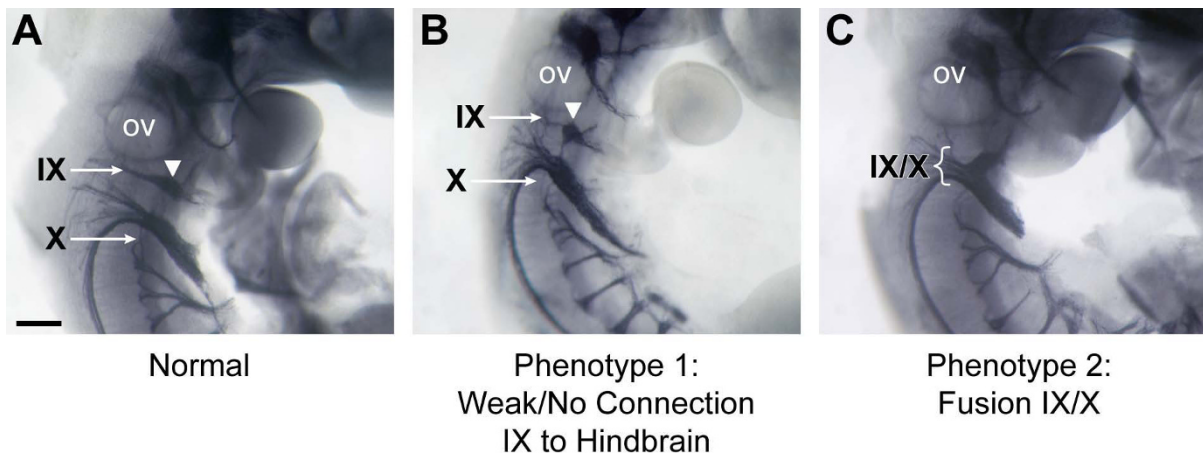 A
ov
IX
X
Normal
B
ov
IX
X
Phenotype 1:
Weak/No Connection
IX to Hindbrain
C
ov
IX/X
Phenotype 2:
Fusion IX/X